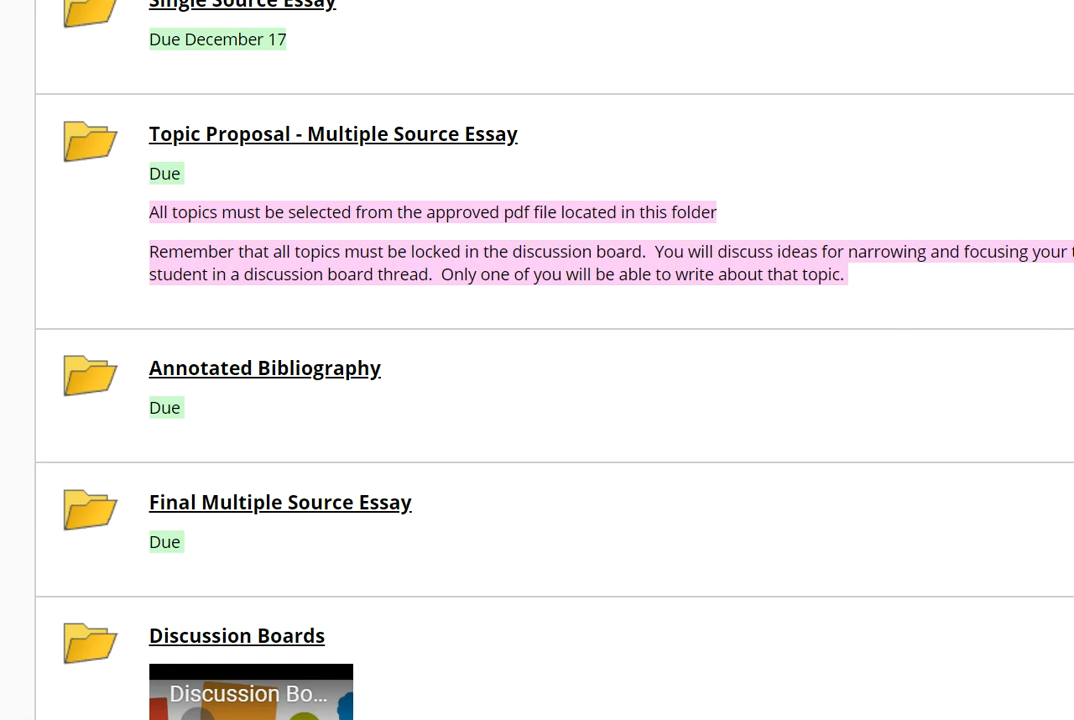 Single Source Essay
Due December 17
Topic Proposal - Multiple Source Essay
Due
All topics must be selected from the approved pdf file located in this folder
Remember that all topics must be locked in the discussion board.  You will discuss ideas for narrowing and focusing your
student in a discussion board thread.  Only one of you will be able to write about that topic.
Annotated Bibliography
Due
Final Multiple Source Essay
Due
Discussion Boards
Discussion Bo...